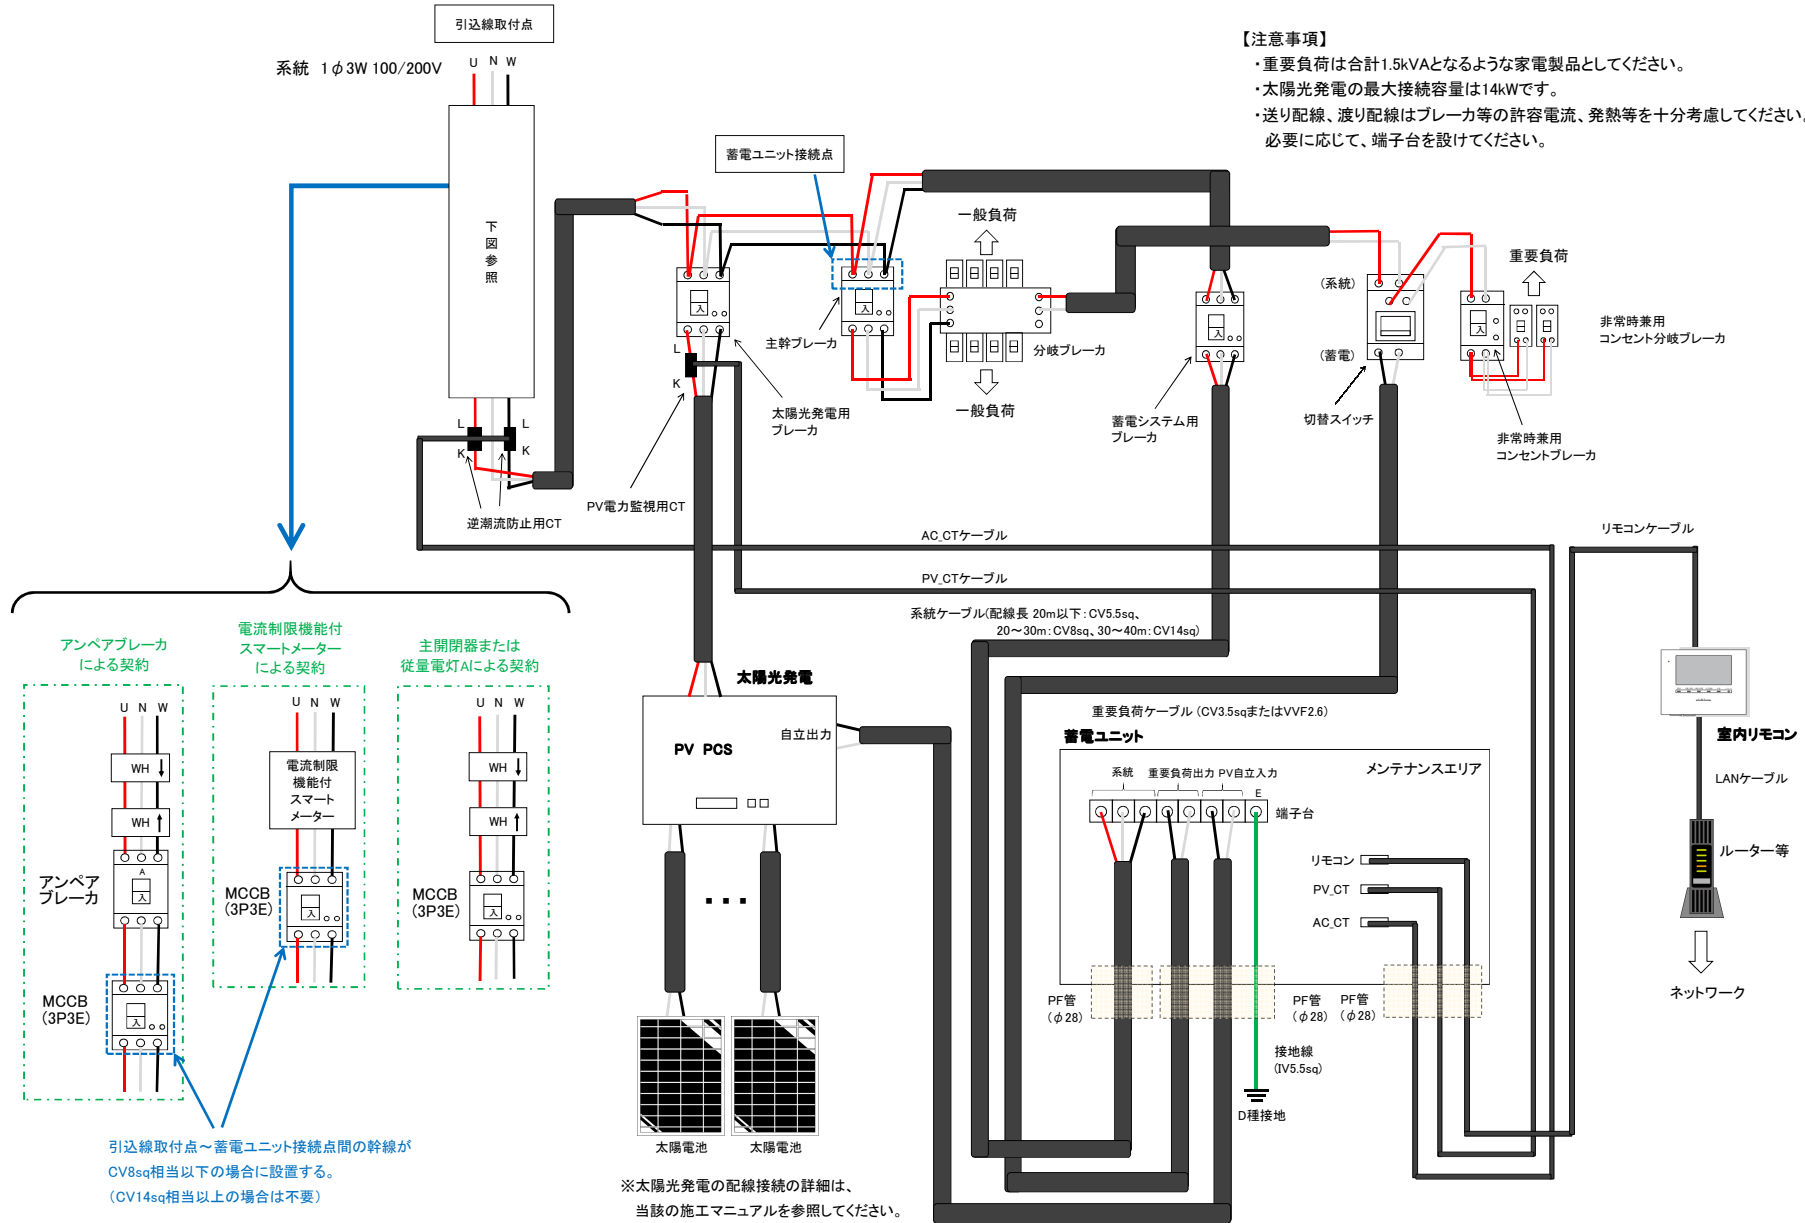 引込線取付点
系統 1φ3W 100/200V
U N W
下図参照
L
K
L
K
逆潮流防止用CT
【注意事項】
・重要負荷は合計1.5kVAとなるような家電製品としてください。
・太陽光発電の最大接続容量は14kWです。
・送り配線、渡り配線はブレーカ等の許容電流、発熱等を十分考慮してください。
必要に応じて、端子台を設けてください。
蓄電ユニット接続点
入
L
K
PV電力監視用CT
太陽光発電用
ブレーカ
入
主幹ブレーカ
一般負荷
一般負荷
分岐ブレーカ
入
蓄電システム用
ブレーカ
(系統)
(蓄電)
切替スイッチ
入
重要負荷
非常時兼用
コンセント分岐ブレーカ
非常時兼用
コンセントブレーカ
AC_CTケーブル
PV_CTケーブル
リモコンケーブル
系統ケーブル(配線長 20m以下：CV5.5sq、
20～30m：CV8sq、30～40m：CV14sq)
重要負荷ケーブル (CV3.5sqまたはVVF2.6)
アンペアブレーカ
による契約
U N W
WH
WH
A
入
アンペア
ブレーカ
MCCB
(3P3E)
入
電流制限機能付
スマートメーター
による契約
U N W
電流制限
機能付
スマート
メーター
MCCB
(3P3E)
入
主開閉器または
従量電灯Aによる契約
U N W
WH
WH
MCCB
(3P3E)
入
引込線取付点～蓄電ユニット接続点間の幹線が
CV8sq相当以下の場合に設置する。
（CV14sq相当以上の場合は不要）
太陽光発電
PV PCS
自立出力
太陽電池
太陽電池
※太陽光発電の配線接続の詳細は、
当該の施工マニュアルを参照してください。
蓄電ユニット
メンテナンスエリア
系統 重要負荷出力 PV自立入力
E
端子台
リモコン
PV_CT
AC_CT
PF管
(φ28)
PF管
(φ28)
PF管
(φ28)
接地線
(IV5.5sq)
D種接地
室内リモコン
LANケーブル
ルーター等
ネットワーク